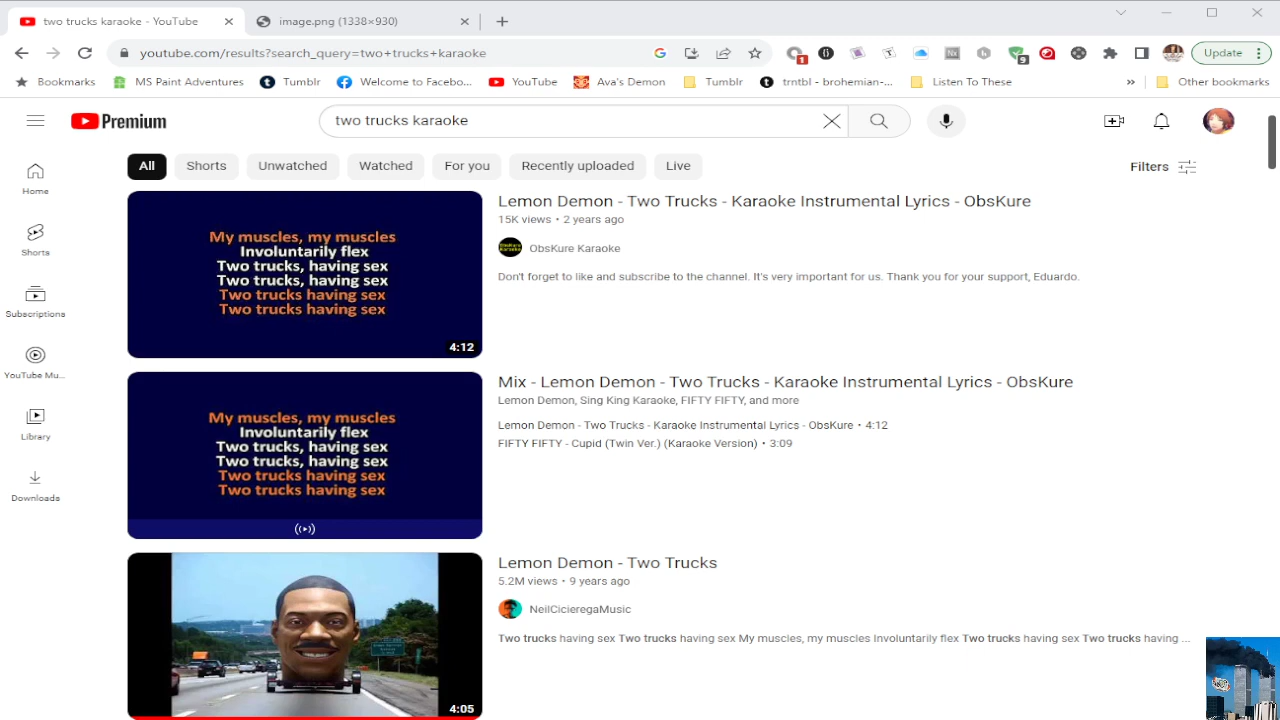 two trucks karaoke - YouTube
image.png (1338×930)
youtube.com/results?search_query=two+trucks+karaoke
1
9
Update
Bookmarks
MS Paint Adventures
Tumblr
Welcome to Facebo...
YouTube
Ava's Demon
Tumblr
trntbl - brohemian-...
Listen To These
»
Other bookmarks
Premium
two trucks karaoke
All
Shorts
Unwatched
Watched
For you
Recently uploaded
Live
Filters
Home
Shorts
Subscriptions
YouTube Mu...
Library
Downloads
My muscles, my muscles
Involuntarily flex
Two trucks, having sex
Two trucks, having sex
Two trucks having sex
Two trucks having sex
4:12
Lemon Demon - Two Trucks - Karaoke Instrumental Lyrics - ObsKure
15K views • 2 years ago
ObsKure Karaoke
Don't forget to like and subscribe to the channel. It's very important for us. Thank you for your support, Eduardo.
My muscles, my muscles
Involuntarily flex
Two trucks, having sex
Two trucks, having sex
Two trucks having sex
Two trucks having sex
Mix - Lemon Demon - Two Trucks - Karaoke Instrumental Lyrics - ObsKure
Lemon Demon, Sing King Karaoke, FIFTY FIFTY, and more
Lemon Demon - Two Trucks - Karaoke Instrumental Lyrics - ObsKure • 4:12
FIFTY FIFTY - Cupid (Twin Ver.) (Karaoke Version) • 3:09
4:05
Lemon Demon - Two Trucks
5.2M views • 9 years ago
NeilCicieregaMusic
Two trucks having sex Two trucks having sex My muscles, my muscles Involuntarily flex Two trucks having sex Two trucks having ...